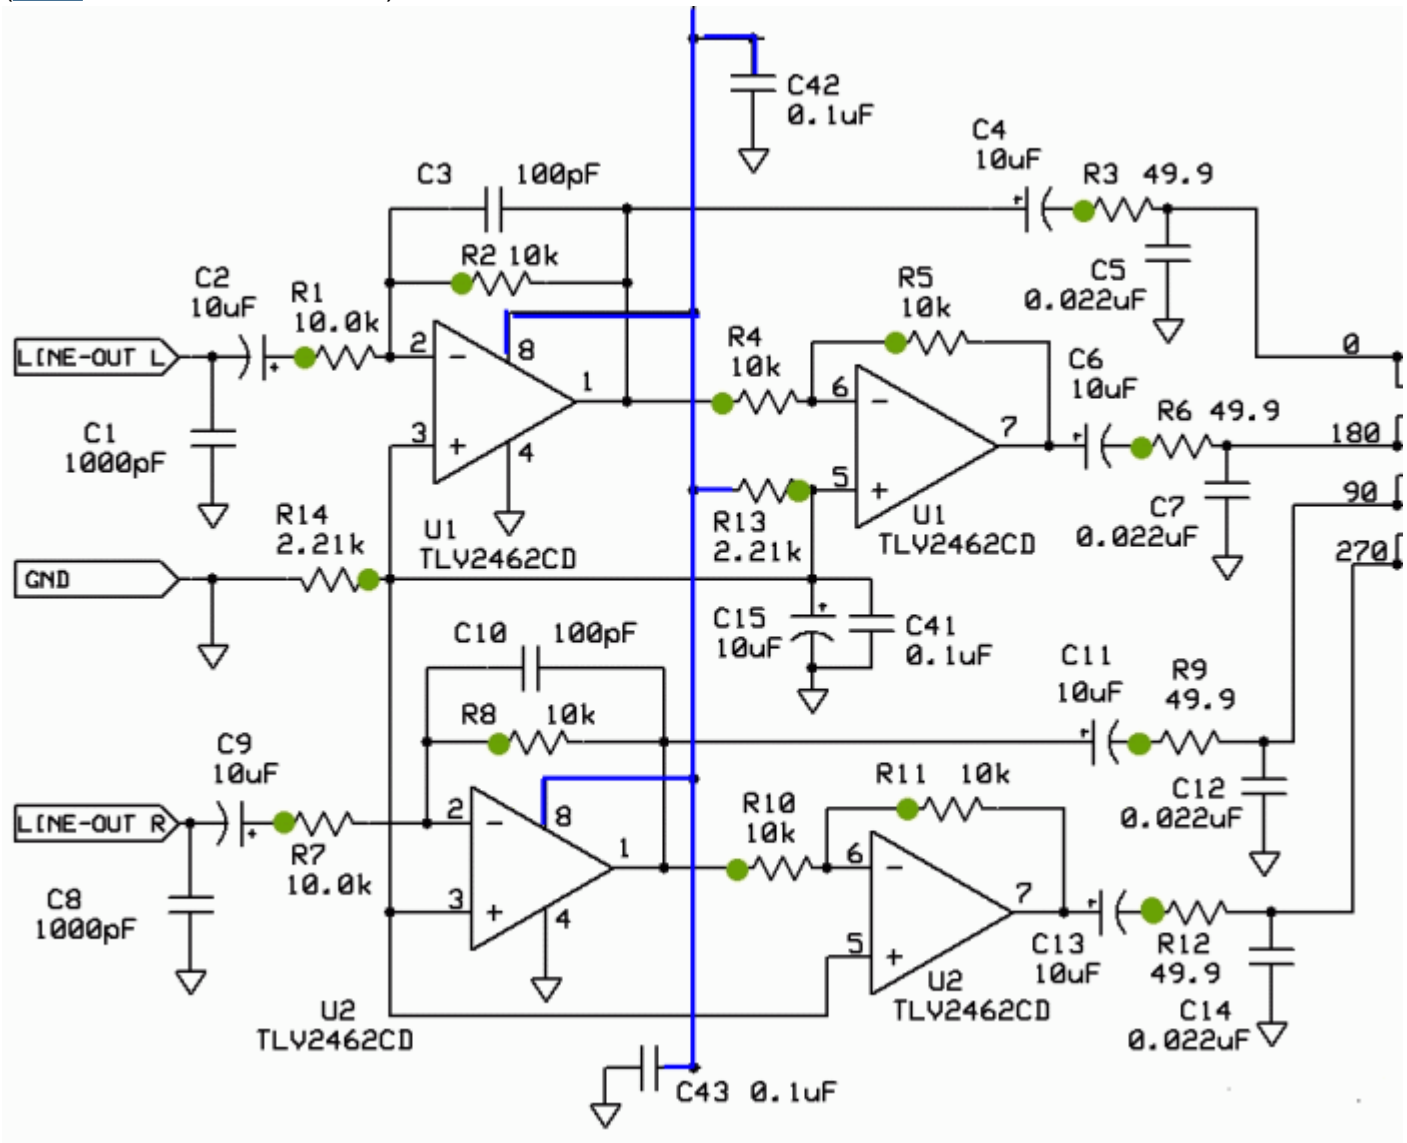 C42
0.1uF
C4
10uF
R3 49.9
C3 100pF
R2 10k
C2
10uF
R1
10.0k
C5
0.022uF
R5
10k
LINE-OUT L
2
-
8
1
R4
10k
6
-
C6
10uF
0
C1
1000pF
3
+
4
7
R6 49.9
180
5
+
R14
2.21k
U1
TLV2462CD
R13
2.21k
U1
TLV2462CD
C7
0.022uF
90
270
GND
C10 100pF
C15
10uF
C41
0.1uF
C11
10uF
R9
49.9
R8 10k
C9
10uF
R11 10k
C12
0.022uF
LINE-OUT R
2
-
8
1
R10
10k
6
-
R7
10.0k
C8
1000pF
3
+
4
7
5
+
C13
10uF
R12
49.9
U2
TLV2462CD
U2
TLV2462CD
C14
0.022uF
C43 0.1uF